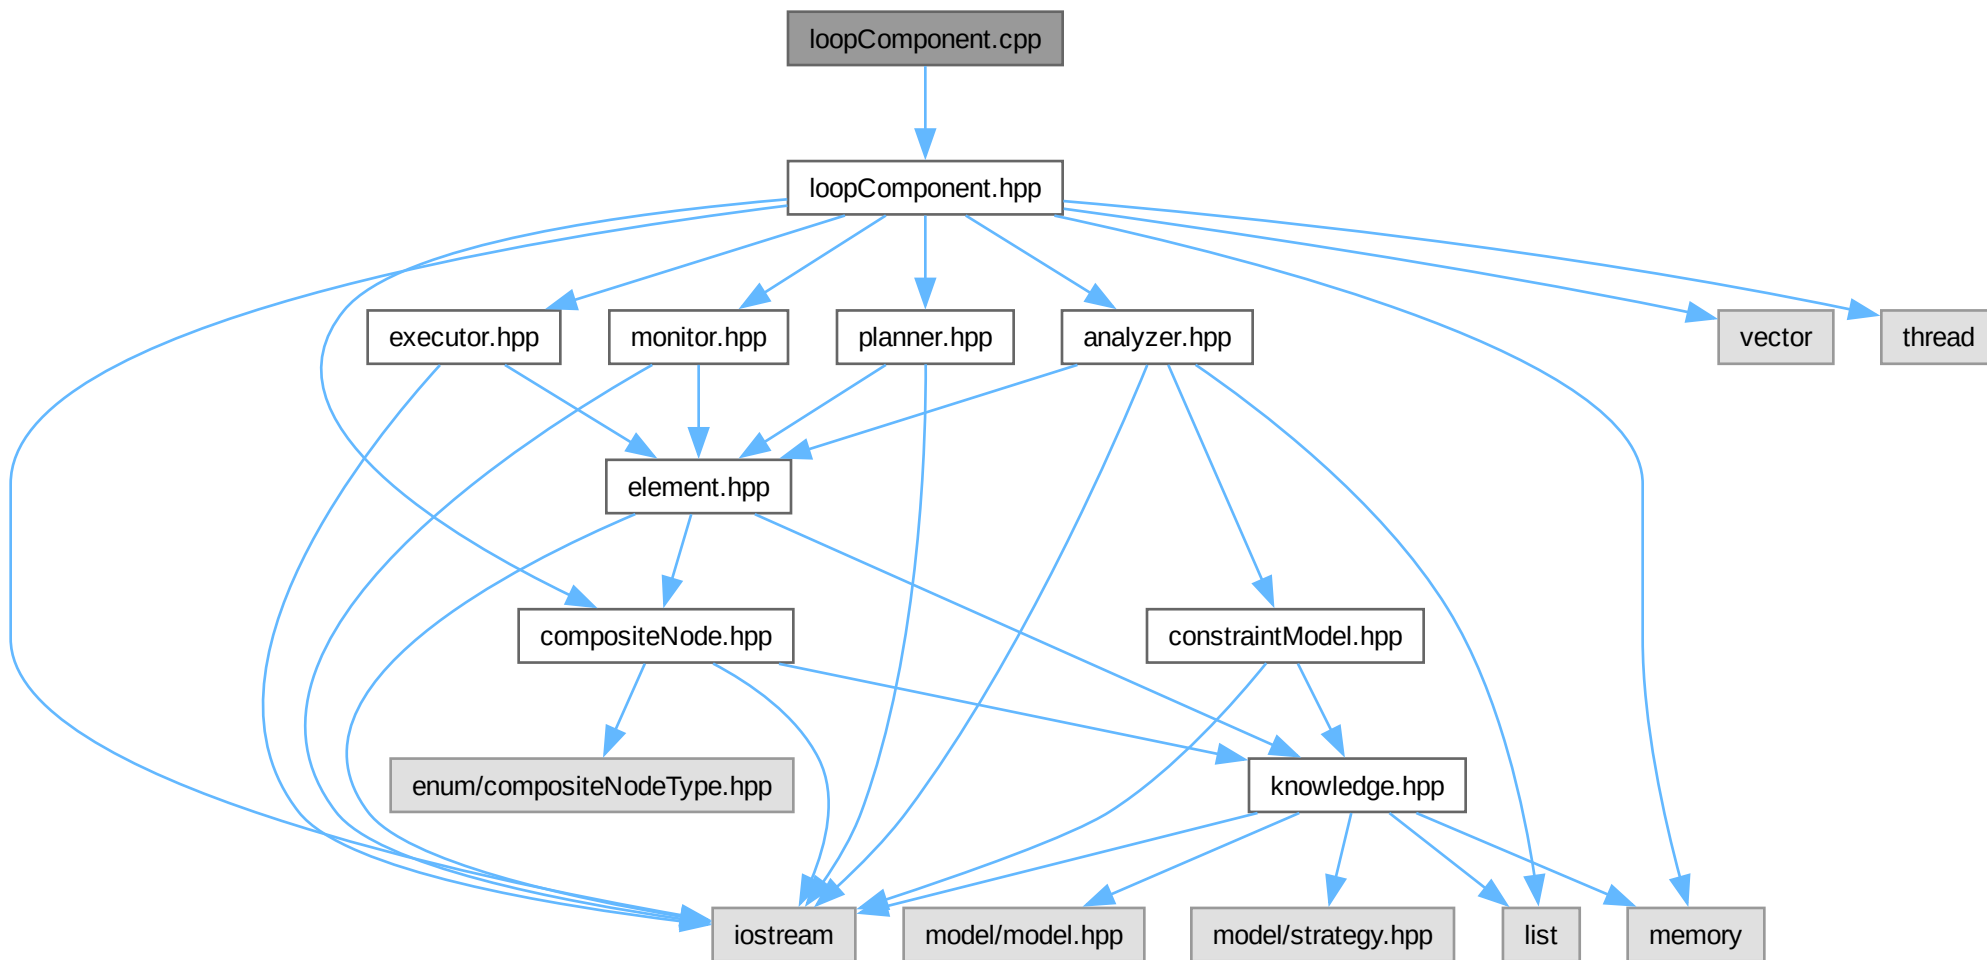 loopComponent.cpp
loopComponent.hpp
executor.hpp
monitor.hpp
planner.hpp
analyzer.hpp
vector
thread
element.hpp
compositeNode.hpp
constraintModel.hpp
enum/compositeNodeType.hpp
knowledge.hpp
iostream
model/model.hpp
model/strategy.hpp
list
memory